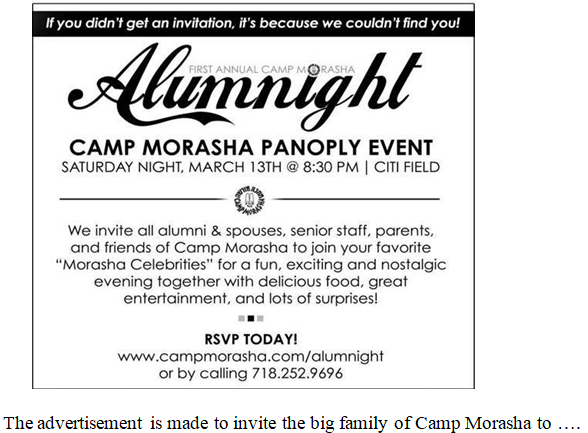 If you didn't get an invitation, it's because we couldn't find you!
FIRST ANNUAL CAMP MORASHA
Alumnight
CAMP MORASHA PANOPLY EVENT
SATURDAY NIGHT, MARCH 13TH @ 8:30 PM | CITI FIELD
We invite all alumni & spouses, senior staff, parents,
and friends of Camp Morasha to join your favorite
“Morasha Celebrities” for a fun, exciting and nostalgic
evening together with delicious food, great
entertainment, and lots of surprises!
RSVP TODAY!
www.campmorasha.com/alumnight
or by calling 718.252.9696
The advertisement is made to invite the big family of Camp Morasha to ….